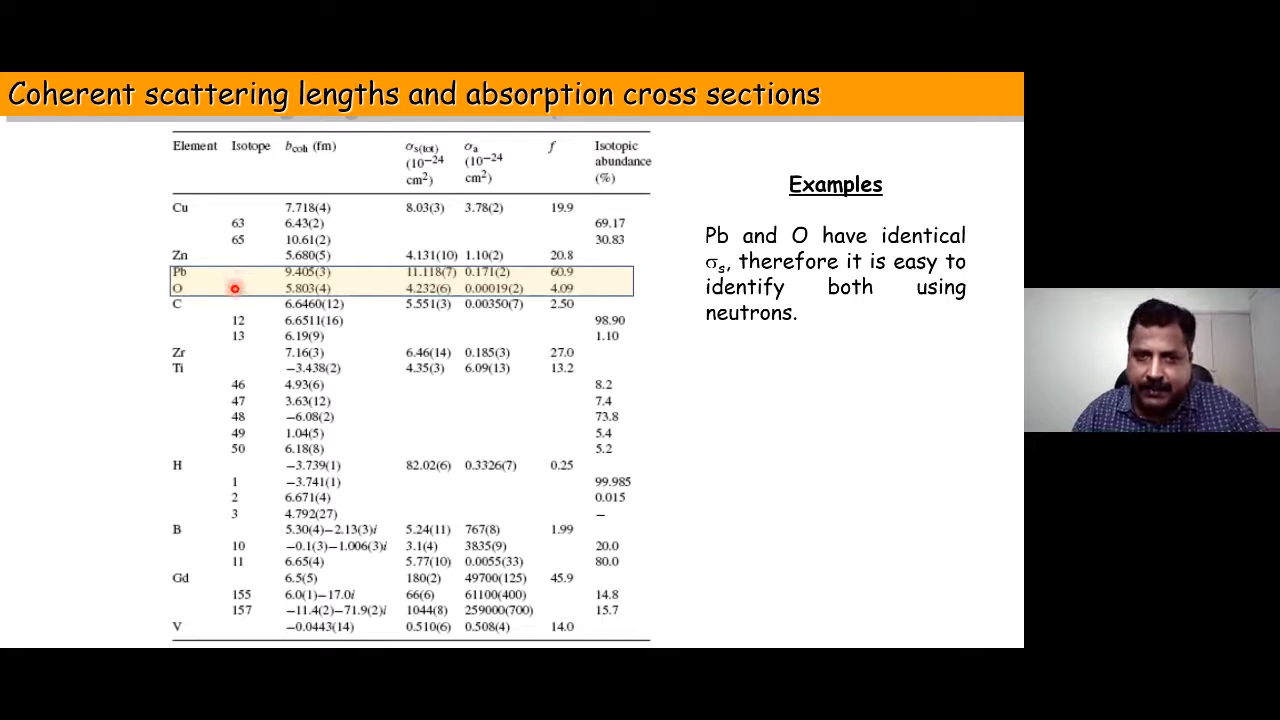 Coherent scattering lengths and absorption cross sections
Element Isotope b_coh (fm) σ_s(tot) (10^−24 cm^2) σ_a (10^−24 cm^2) f Isotopic abundance (%)
Cu 7.718(4) 8.03(3) 3.78(2) 19.9
63 6.43(2) 69.17
65 10.61(2) 30.83
Zn 5.680(5) 4.131(10) 1.10(2) 20.8
Pb 9.405(3) 11.118(7) 0.171(2) 60.9
O 5.803(4) 4.232(6) 0.00019(2) 4.09
C 6.6460(12) 5.551(3) 0.00350(7) 2.50
12 6.6511(16) 98.90
13 6.19(9) 1.10
Zr 7.16(3) 6.46(14) 0.185(3) 27.0
Ti −3.438(2) 4.35(3) 6.09(13) 13.2
46 4.93(6) 8.2
47 3.63(12) 7.4
48 −6.08(2) 73.8
49 1.04(5) 5.4
50 6.18(8) 5.2
H −3.739(1) 82.02(6) 0.3326(7) 0.25
1 −3.741(1) 99.985
2 6.671(4) 0.015
3 4.792(27) –
B 5.30(4)−2.13(3)i 5.24(11) 767(8) 1.99
10 −0.1(3)−1.006(3)i 3.1(4) 3835(9) 20.0
11 6.65(4) 5.77(10) 0.0055(33) 80.0
Gd 6.5(5) 180(2) 49700(125) 45.9
155 6.0(1)−17.0i 66(6) 61100(400) 14.8
157 −11.4(2)−71.9(2)i 1044(8) 259000(700) 15.7
V −0.0443(14) 0.510(6) 0.508(4) 14.0
Examples
Pb and O have identical
σs, therefore it is easy to
identify both using
neutrons.